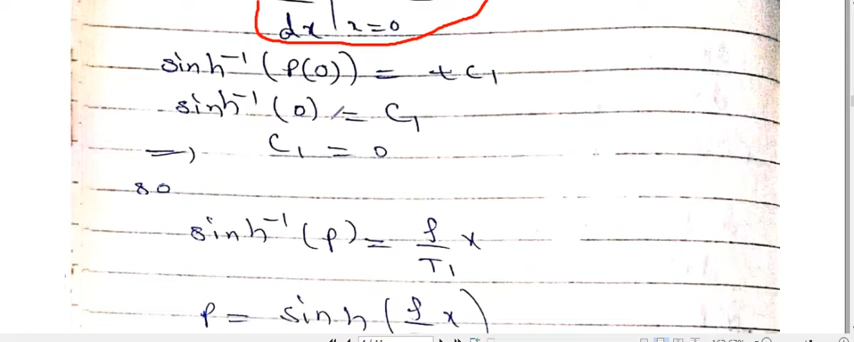 dx | x=0
sinh⁻¹ (P(0)) = + C₁
sinh⁻¹ (0) = C₁
=> C₁ = 0
so
sinh⁻¹ (p) = ρ/T₁ x
p = sinh (ρ x)